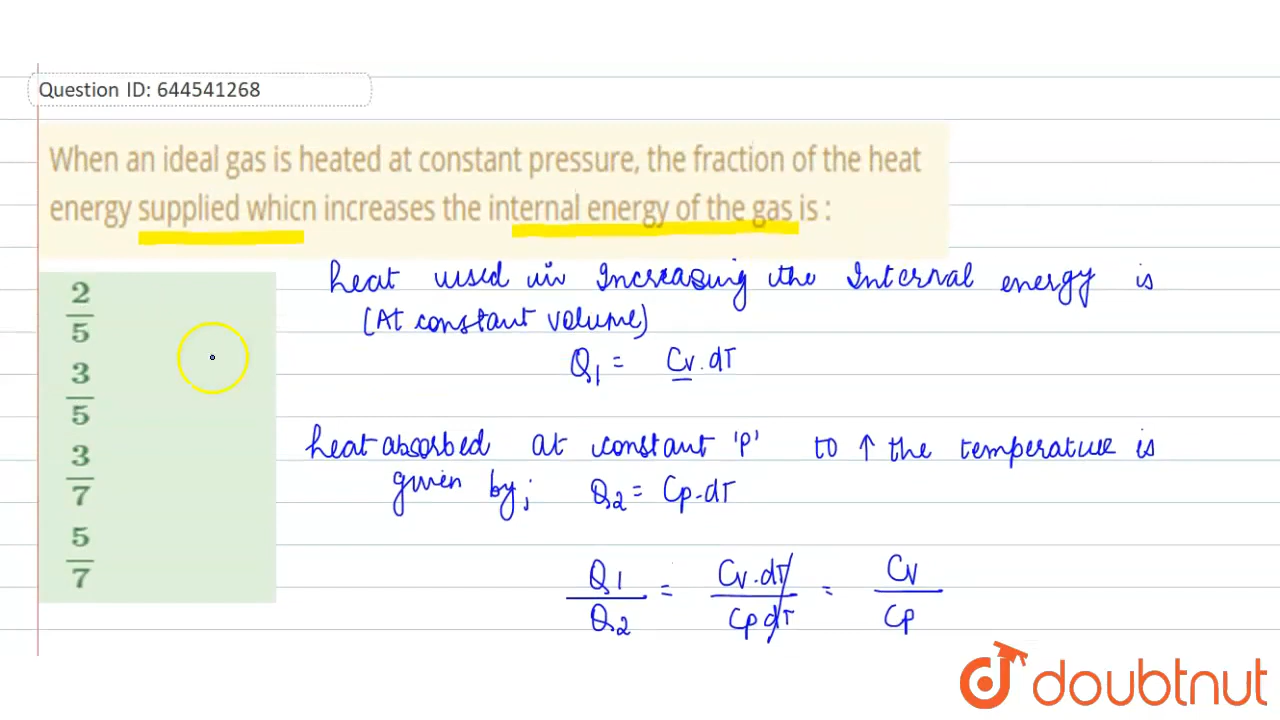 Question ID: 644541268
When an ideal gas is heated at constant pressure, the fraction of the heat
energy supplied which increases the internal energy of the gas is :
2/5
3/5
3/7
5/7
heat used in Increasing the Internal energy is
(At constant volume)
Q1 = Cv.dT
heat absorbed at constant 'P' to ↑ the temperature is
given by; Q2 = Cp.dT
Q1/Q2 = Cv.dT/Cp dT = Cv/Cp
doubtnut